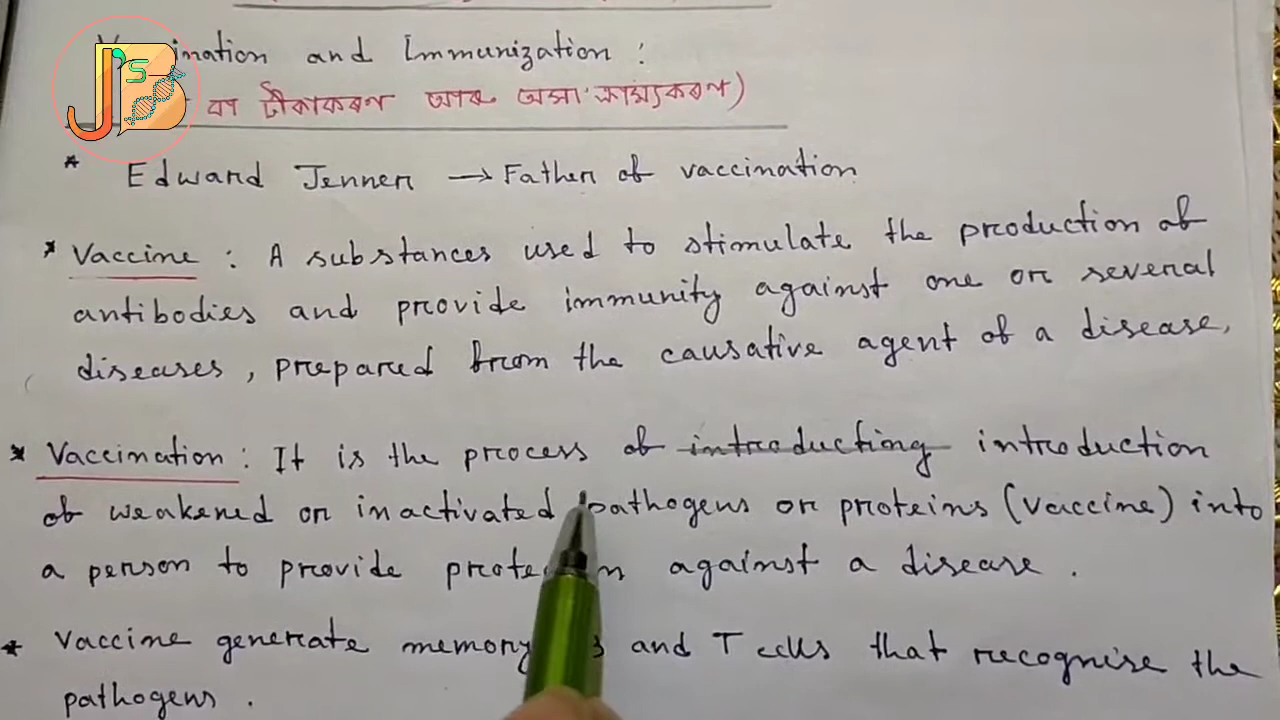 Vaccination and Immunization :
বা টীকাকৰণ আৰু অসংক্ৰাম্যকৰণ)
* Edward Jenner → Father of vaccination
* Vaccine : A substances used to stimulate the production of
antibodies and provide immunity against one or several
diseases, prepared from the causative agent of a disease,
* Vaccination : It is the process of introducting introduction
of weakened or inactivated pathogens or proteins (vaccine) into
a person to provide protection against a disease.
* Vaccine generate memory B and T cells that recognise the
pathogens.
J's B